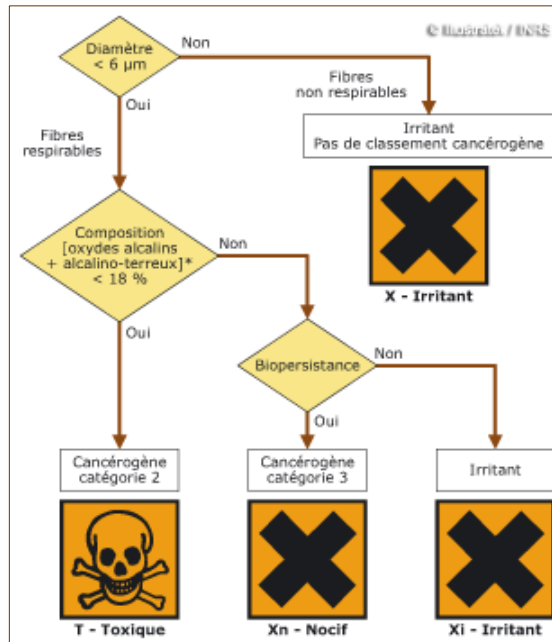 © Illustratek / INRS
Diamètre
< 6 µm
Non
Oui
Fibres
non respirables
Fibres
respirables
Irritant
Pas de classement cancérogène
X - Irritant
Composition
[oxydes alcalins
+ alcalino-terreux]*
< 18 %
Non
Oui
Biopersistance
Non
Oui
Cancérogène
catégorie 2
Cancérogène
catégorie 3
Irritant
T - Toxique
Xn - Nocif
Xi - Irritant